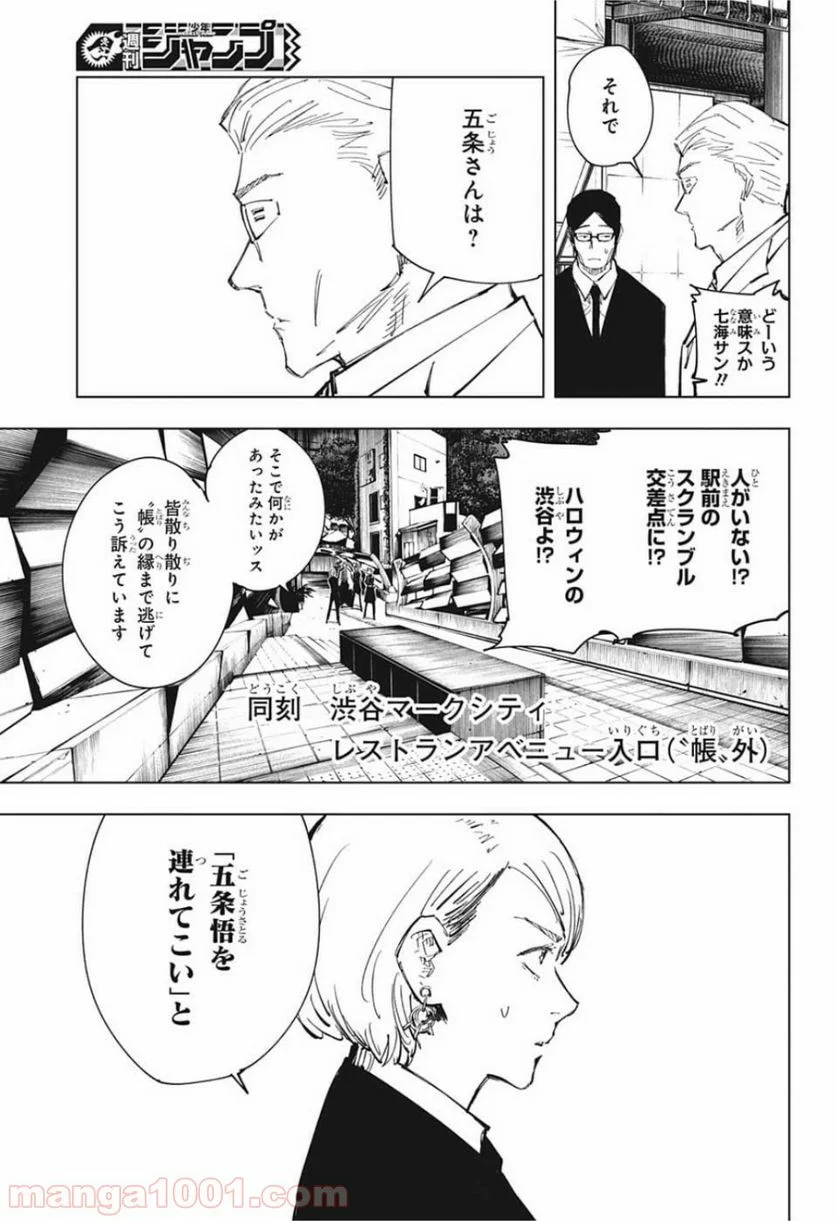 週刊
少年
ジャンプ
それで
どーいう
意味スか
七海サン!!
五条さんは?
人がいない!?
駅前の
スクランブル
交差点に!?
ハロウィンの
渋谷よ!?
そこで何かが
あったみたいッス
皆散り散りに
〝帳〟の縁まで逃げて
こう訴えています
同刻 渋谷マークシティ
レストランアベニュー入口(〝帳〟外)
「五条悟を
連れてこい」と
manga1001.com